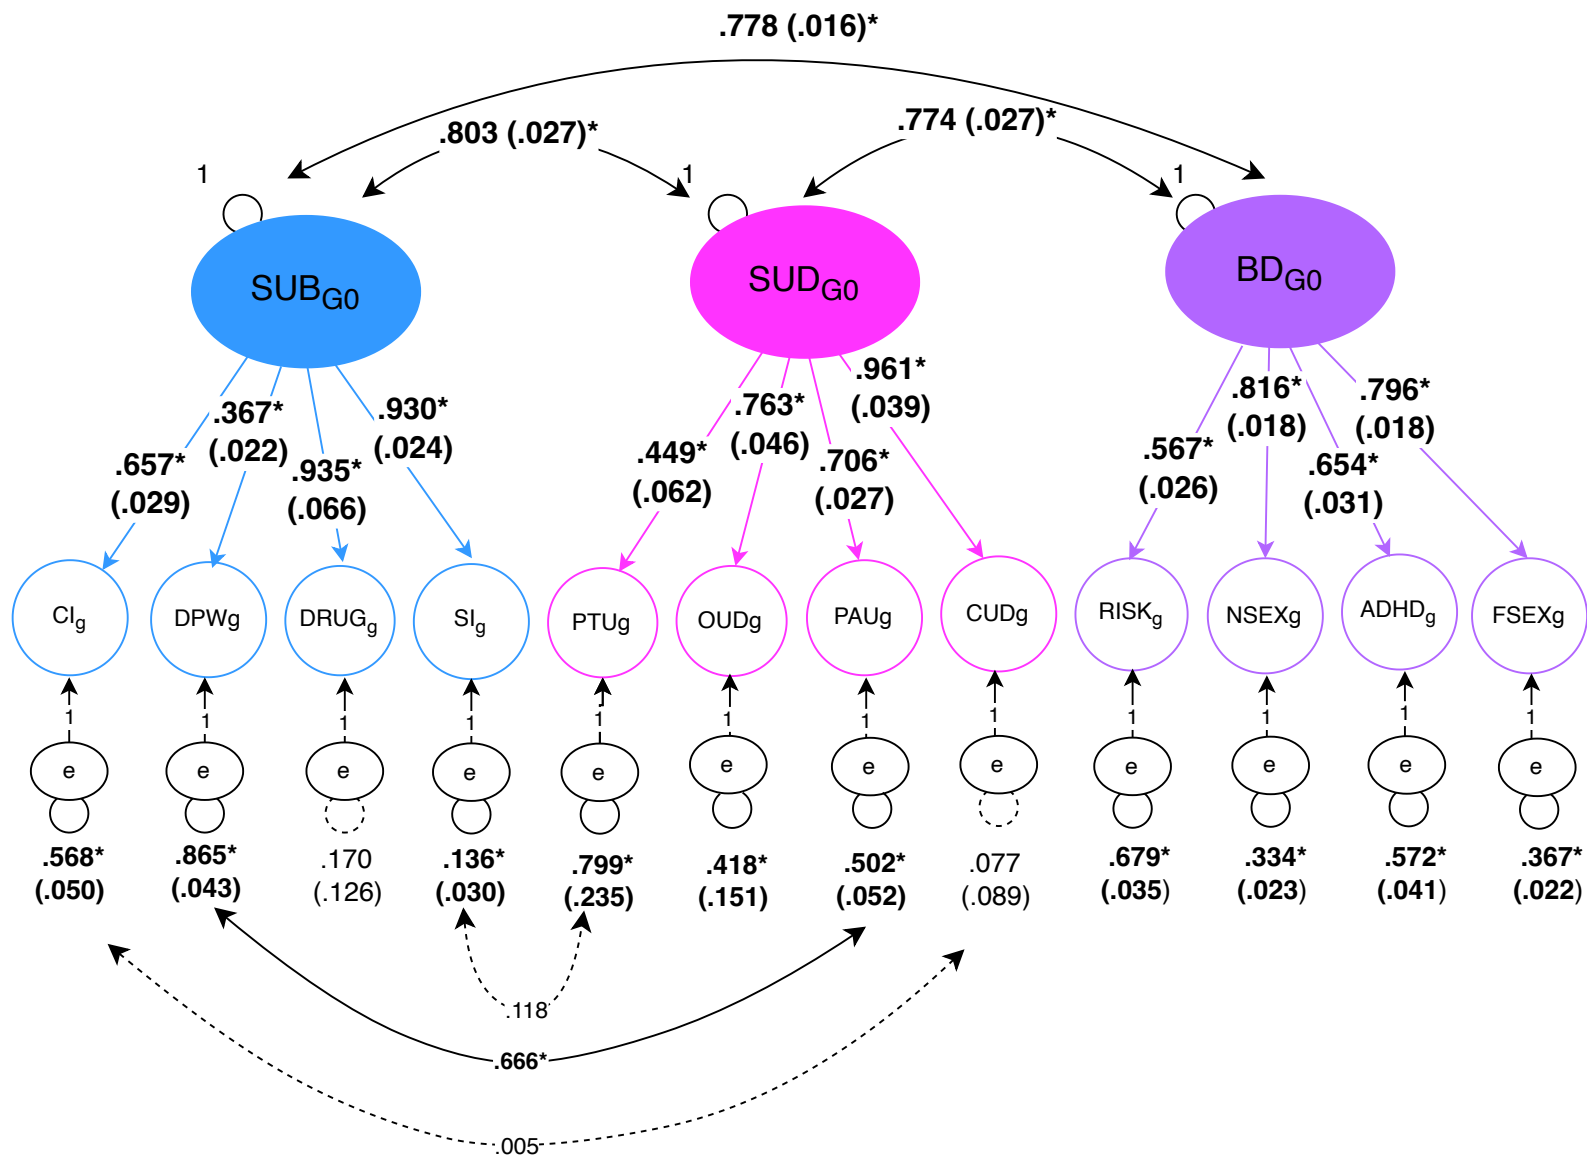 .778 (.016)*
.803 (.027)*
.774 (.027)*
1
1
1
SUB_G0
SUD_G0
BD_G0
.657*
(.029)
.367*
(.022)
.935*
(.066)
.930*
(.024)
.449*
(.062)
.763*
(.046)
.706*
(.027)
.961*
(.039)
.567*
(.026)
.816*
(.018)
.654*
(.031)
.796*
(.018)
CIg
DPWg
DRUGg
SIg
PTUg
OUDg
PAUg
CUDg
RISKg
NSEXg
ADHDg
FSEXg
1
1
1
1
1
1
1
1
1
1
1
1
e
e
e
e
e
e
e
e
e
e
e
e
.568*
(.050)
.865*
(.043)
.170
(.126)
.136*
(.030)
.799*
(.235)
.418*
(.151)
.502*
(.052)
.077
(.089)
.679*
(.035)
.334*
(.023)
.572*
(.041)
.367*
(.022)
.118
.666*
.005